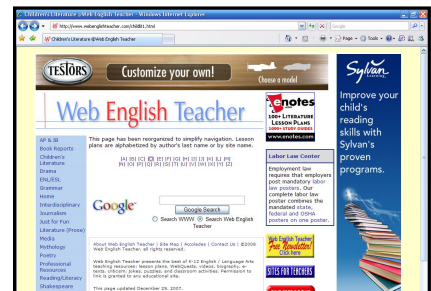 Children's Literature @Web English Teacher - Windows Internet Explorer
http://www.webenglishteacher.com/childlit.html
Google
Children's Literature @Web English Teacher
Page
Tools
TESTORS
Customize your own!
Choose a model
Sylvan
Improve your
child's
reading
skills with
Sylvan's
proven
programs.
Web English Teacher
enotes
100+ LITERATURE
LESSON PLANS
1000+ STUDY GUIDES
www.enotes.com
AP & IB
Book Reports
Children's
Literature
Drama
ENL/ESL
Grammar
Home
Interdisciplinary
Journalism
Just for Fun
Literature (Prose)
Media
Mythology
Poetry
Professional
Resources
Reading/Literacy
Shakespeare
This page has been reorganized to simplify navigation. Lesson
plans are alphabetized by author's last name or by site name.
[A] [B] [C] [D] [E] [F] [G] [H] [I] [J] [K] [L] [M]
[N] [O] [P] [Q] [R] [S] [T] [U] [V] [W] [X] [Y] [Z]
Google
Google Search
Search WWW Search Web English
Teacher
About Web English Teacher | Site Map | Accolades | Contact Us | ©2008
Web English Teacher, all rights reserved.
Web English Teacher presents the best of K-12 English / Language Arts
teaching resources: lesson plans, WebQuests, videos, biography, e-
texts, criticism, jokes, puzzles, and classroom activities. Permission to
link is granted to any educational site.
This page updated December 29, 2007.
Labor Law Center
Employment law
requires that employers
post mandatory labor
law posters. Our
complete labor law
poster combines the
mandated state,
federal and OSHA
posters on one poster.
Web English Teacher
Free Newsletter!
Click here
SITES FOR TEACHERS